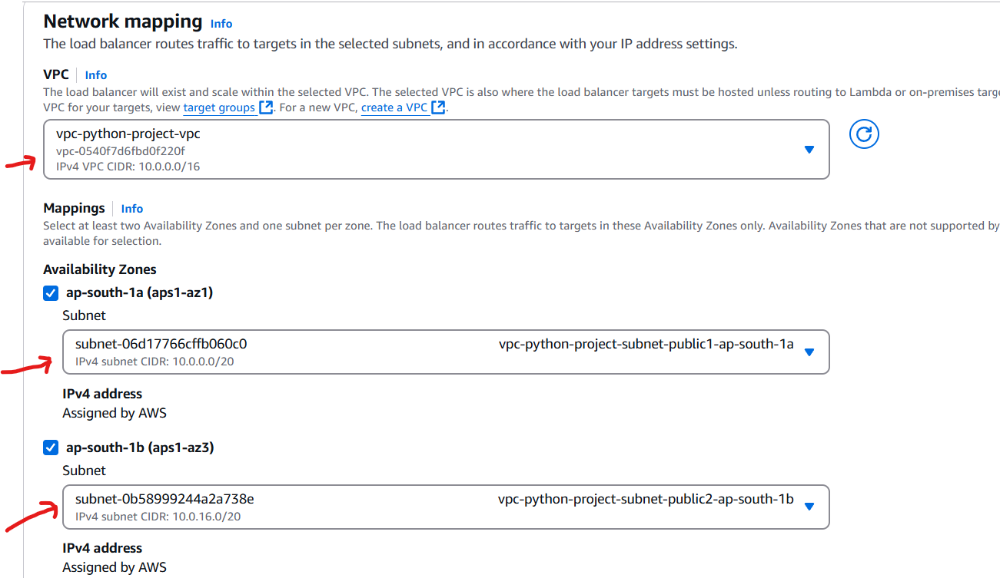 Network mapping Info
The load balancer routes traffic to targets in the selected subnets, and in accordance with your IP address settings.
VPC Info
The load balancer will exist and scale within the selected VPC. The selected VPC is also where the load balancer targets must be hosted unless routing to Lambda or on-premises targe
VPC for your targets, view target groups. For a new VPC, create a VPC.
vpc-python-project-vpc
vpc-0540f7d6fbd0f220f
IPv4 VPC CIDR: 10.0.0.0/16
Mappings Info
Select at least two Availability Zones and one subnet per zone. The load balancer routes traffic to targets in these Availability Zones only. Availability Zones that are not supported by
available for selection.
Availability Zones
ap-south-1a (aps1-az1)
Subnet
subnet-06d17766cffb060c0 vpc-python-project-subnet-public1-ap-south-1a
IPv4 subnet CIDR: 10.0.0.0/20
IPv4 address
Assigned by AWS
ap-south-1b (aps1-az3)
Subnet
subnet-0b58999244a2a738e vpc-python-project-subnet-public2-ap-south-1b
IPv4 subnet CIDR: 10.0.16.0/20
IPv4 address
Assigned by AWS